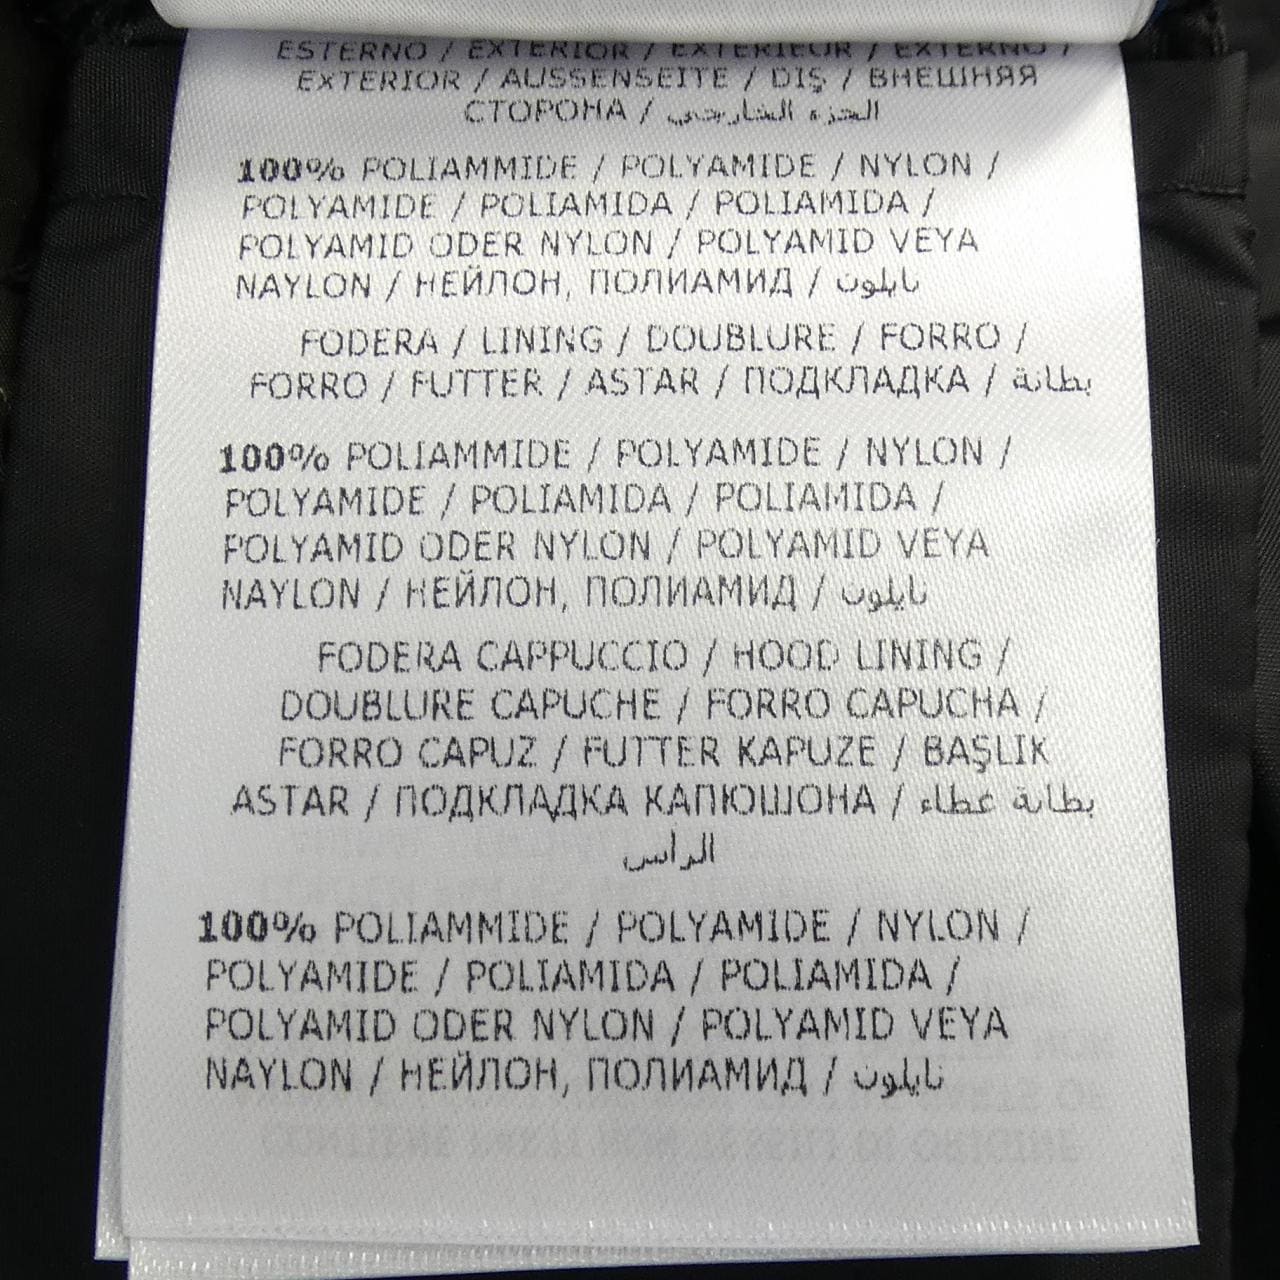 ESTERNO / EXTERIOR / EXTERIEUR / EXTERNO /
EXTERIOR / AUSSENSEITE / DIŞ / ВНЕШНЯЯ
СТОРОНА / الجزء الخارجي
100% POLIAMMIDE / POLYAMIDE / NYLON /
POLYAMIDE / POLIAMIDA / POLIAMIDA /
POLYAMID ODER NYLON / POLYAMID VEYA
NAYLON / НЕЙЛОН, ПОЛИАМИД / نايلون
FODERA / LINING / DOUBLURE / FORRO /
FORRO / FUTTER / ASTAR / ПОДКЛАДКА / بطانة
100% POLIAMMIDE / POLYAMIDE / NYLON /
POLYAMIDE / POLIAMIDA / POLIAMIDA /
POLYAMID ODER NYLON / POLYAMID VEYA
NAYLON / НЕЙЛОН, ПОЛИАМИД / نايلون
FODERA CAPPUCCIO / HOOD LINING /
DOUBLURE CAPUCHE / FORRO CAPUCHA /
FORRO CAPUZ / FUTTER KAPUZE / BAŞLIK
ASTAR / ПОДКЛАДКА КАПЮШОНА / بطانة غطاء
الراس
100% POLIAMMIDE / POLYAMIDE / NYLON /
POLYAMIDE / POLIAMIDA / POLIAMIDA /
POLYAMID ODER NYLON / POLYAMID VEYA
NAYLON / НЕЙЛОН, ПОЛИАМИД / نايلون